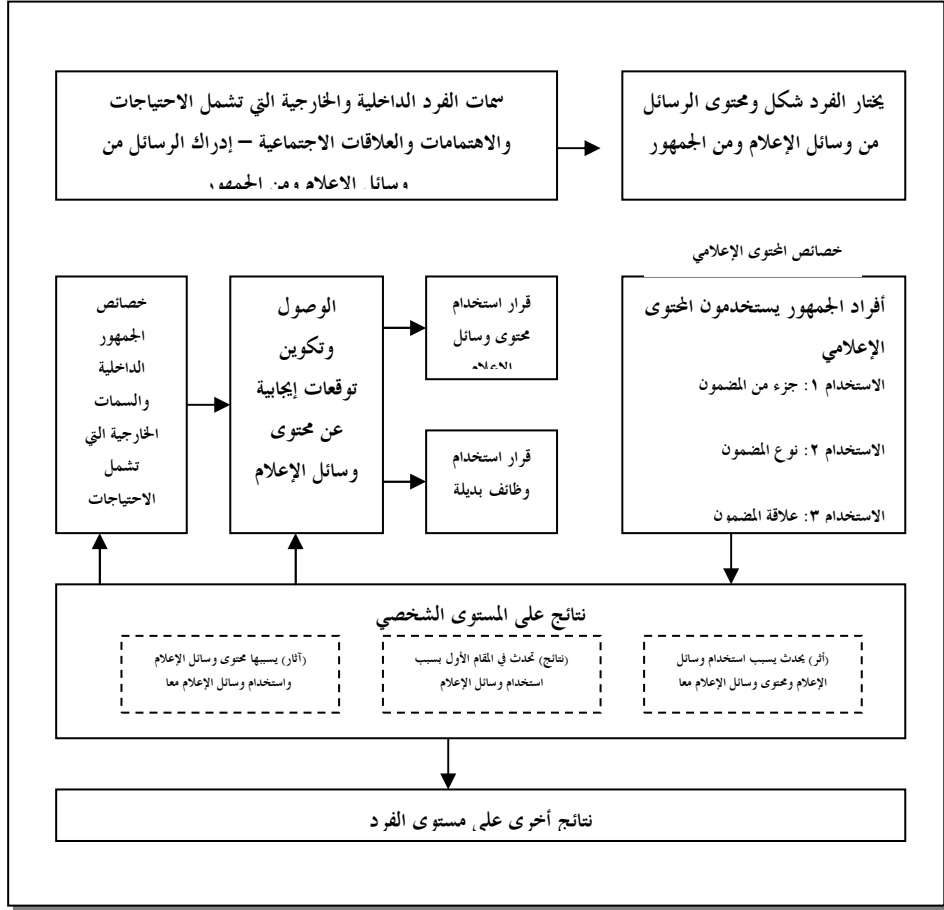 سمات الفرد الداخلية والخارجية التي تشمل الاحتياجات
والاهتمامات والعلاقات الاجتماعية – إدراك الرسائل من
وسائل الإعلام ومن الجمهور
يختار الفرد شكل ومحتوى الرسائل
من وسائل الإعلام ومن الجمهور
خصائص المحتوى الإعلامي
خصائص
الجمهور
الداخلية
والسمات
الخارجية التي
تشمل
الاحتياجات
الوصول
وتكوين
توقعات إيجابية
عن محتوى
وسائل الإعلام
قرار استخدام
محتوى وسائل
الإعلام
قرار استخدام
وظائف بديلة
أفراد الجمهور يستخدمون المحتوى
الإعلامي
الاستخدام ١: جزء من المضمون
الاستخدام ٢: نوع المضمون
الاستخدام ٣: علاقة المضمون
نتائج على المستوى الشخصي
(آثار) يسببها محتوى وسائل الإعلام
واستخدام وسائل الإعلام معا
(نتائج) تحدث في المقام الأول بسبب
استخدام وسائل الإعلام
(أثر) يحدث بسبب استخدام وسائل
الإعلام ومحتوى وسائل الإعلام معا
نتائج أخرى على مستوى الفرد